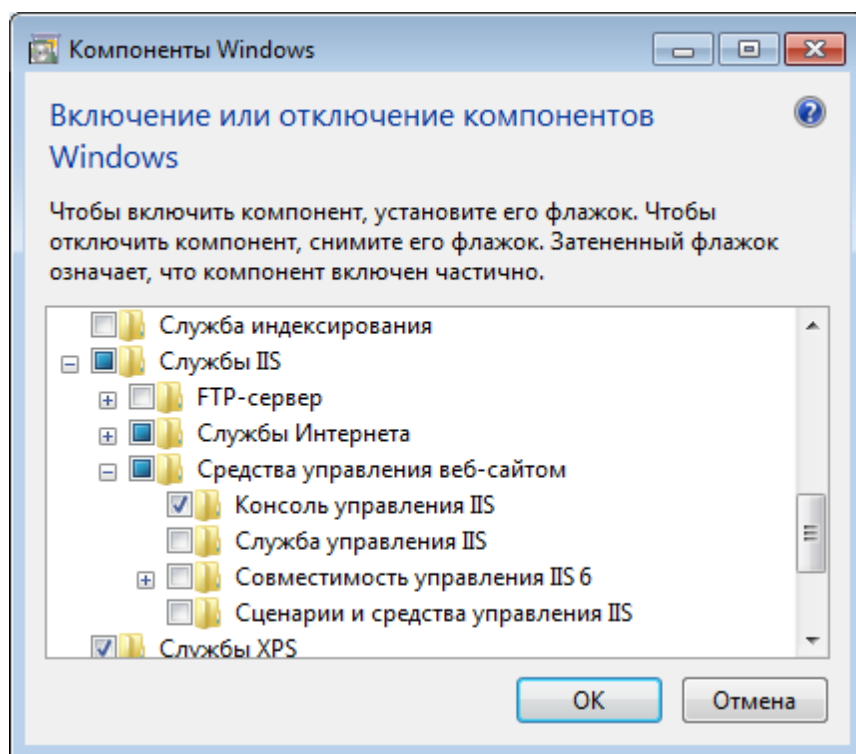 Компоненты Windows
Включение или отключение компонентов
Windows
Чтобы включить компонент, установите его флажок. Чтобы
отключить компонент, снимите его флажок. Затененный флажок
означает, что компонент включен частично.
Служба индексирования
Службы IIS
FTP-сервер
Службы Интернета
Средства управления веб-сайтом
Консоль управления IIS
Служба управления IIS
Совместимость управления IIS 6
Сценарии и средства управления IIS
Службы XPS
ОК
Отмена